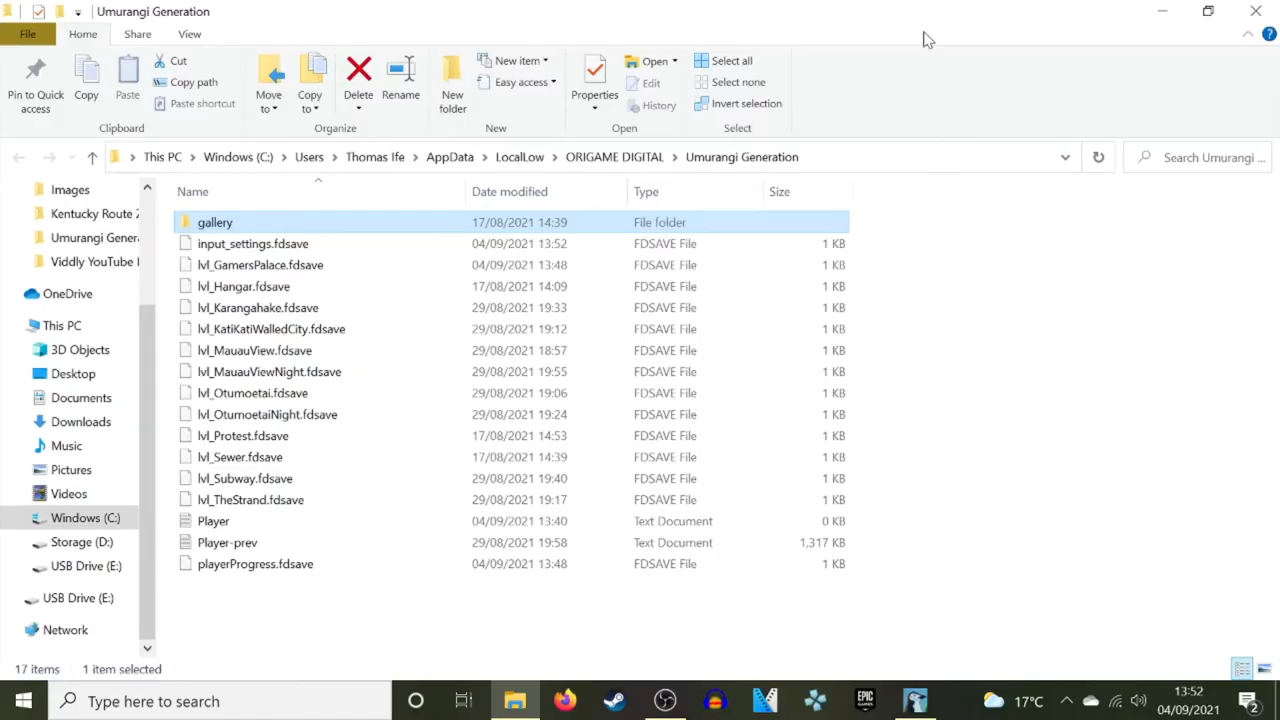 Umurangi Generation
File Home Share View
Pin to Quick access
Copy
Paste
Cut
Copy path
Paste shortcut
Clipboard
Move to
Copy to
Delete
Rename
Organize
New folder
New item
Easy access
New
Properties
Open
Edit
History
Open
Select all
Select none
Invert selection
Select
This PC > Windows (C:) > Users > Thomas Ife > AppData > LocalLow > ORIGAME DIGITAL > Umurangi Generation
Search Umurangi ...
Images
Kentucky Route Z
Umurangi Gener
Viddly YouTube
OneDrive
This PC
3D Objects
Desktop
Documents
Downloads
Music
Pictures
Videos
Windows (C:)
Storage (D:)
USB Drive (E:)
USB Drive (E:)
Network
Name Date modified Type Size
gallery 17/08/2021 14:39 File folder
input_settings.fdsave 04/09/2021 13:52 FDSAVE File 1 KB
lvl_GamersPalace.fdsave 04/09/2021 13:48 FDSAVE File 1 KB
lvl_Hangar.fdsave 17/08/2021 14:09 FDSAVE File 1 KB
lvl_Karangahake.fdsave 29/08/2021 19:33 FDSAVE File 1 KB
lvl_KatiKatiWalledCity.fdsave 29/08/2021 19:12 FDSAVE File 1 KB
lvl_MauauView.fdsave 29/08/2021 18:57 FDSAVE File 1 KB
lvl_MauauViewNight.fdsave 29/08/2021 19:55 FDSAVE File 1 KB
lvl_Otumoetai.fdsave 29/08/2021 19:06 FDSAVE File 1 KB
lvl_OtumoetaiNight.fdsave 29/08/2021 19:24 FDSAVE File 1 KB
lvl_Protest.fdsave 17/08/2021 14:53 FDSAVE File 1 KB
lvl_Sewer.fdsave 17/08/2021 14:39 FDSAVE File 1 KB
lvl_Subway.fdsave 29/08/2021 19:40 FDSAVE File 1 KB
lvl_TheStrand.fdsave 29/08/2021 19:17 FDSAVE File 1 KB
Player 04/09/2021 13:40 Text Document 0 KB
Player-prev 29/08/2021 19:58 Text Document 1,317 KB
playerProgress.fdsave 04/09/2021 13:48 FDSAVE File 1 KB
17 items 1 item selected
Type here to search
EPIC GAMES
17°C
13:52
04/09/2021
2